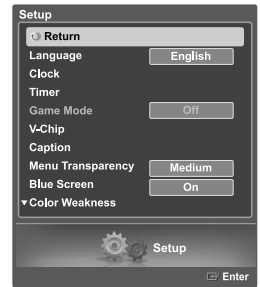 Setup
Return
Language English
Clock
Timer
Game Mode Off
V-Chip
Caption
Menu Transparency Medium
Blue Screen On
▼Color Weakness
Setup
Enter